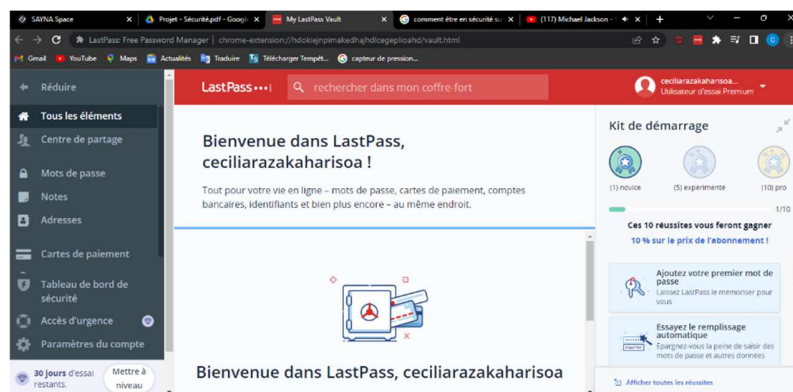 SAYNA Space
Projet - Sécurité.pdf - Google
My LastPass Vault
comment être en sécurité su
(117) Michael Jackson -
LastPass: Free Password Manager | chrome-extension://hdokiejnpimakedhajhdlcegeplioahd/vault.html
Gmail
YouTube
Maps
Actualités
Traduire
Télécharger Tempêt...
capteur de pression...
Réduire
Tous les éléments
Centre de partage
Mots de passe
Notes
Adresses
Cartes de paiement
Tableau de bord de
sécurité
Accès d'urgence
Paramètres du compte
30 jours d'essai
restants.
Mettre à
niveau
LastPass
rechercher dans mon coffre-fort
ceciliarazakaharisoa...
Utilisateur d'essai Premium
Bienvenue dans LastPass,
ceciliarazakaharisoa !
Tout pour votre vie en ligne – mots de passe, cartes de paiement, comptes
bancaires, identifiants et bien plus encore – au même endroit.
Bienvenue dans LastPass, ceciliarazakaharisoa
Kit de démarrage
(1) novice
(5) expérimenté
(10) pro
1/10
Ces 10 réussites vous feront gagner
10 % sur le prix de l'abonnement !
Ajoutez votre premier mot de
passe
Laissez LastPass le mémoriser pour
vous
Essayez le remplissage
automatique
Épargnez-vous la peine de saisir des
mots de passe et autres données
Afficher toutes les réussites